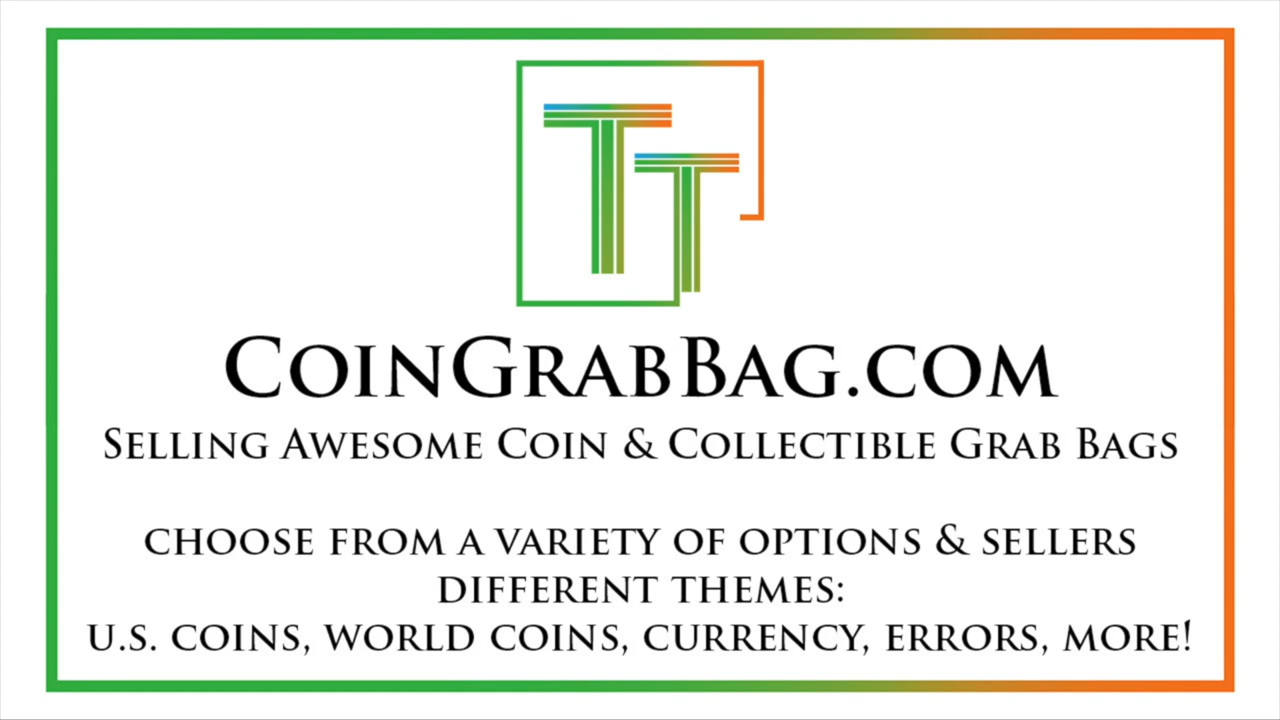 TT
CoinGrabBag.com
Selling Awesome Coin & Collectible Grab Bags
choose from a variety of options & sellers
different themes:
u.s. coins, world coins, currency, errors, more!